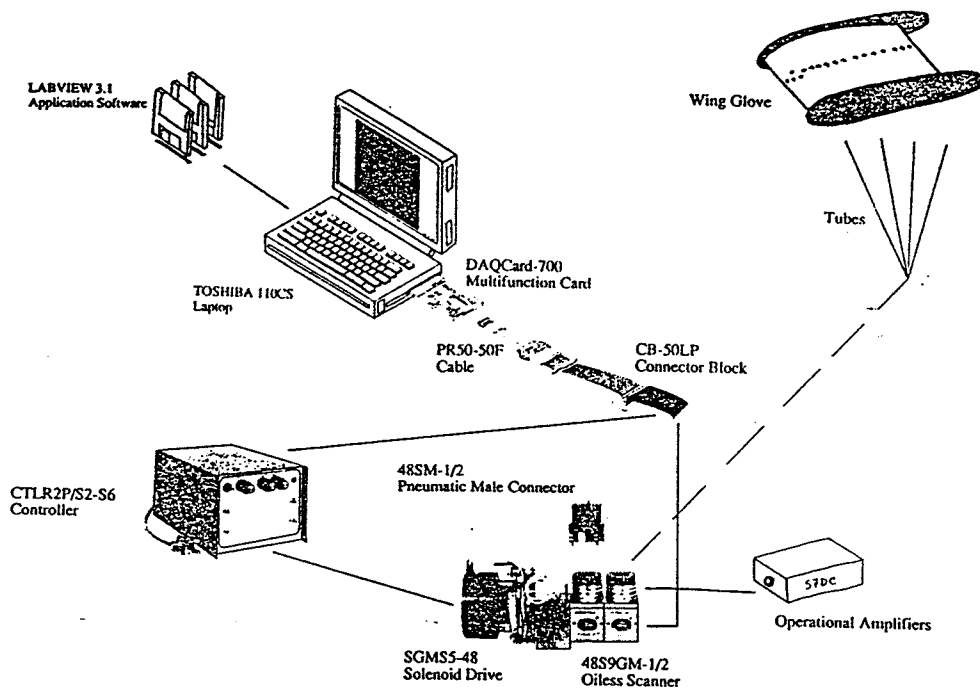 LABVIEW 3.1
Application Software
Wing Glove
Tubes
TOSHIBA 110CS
Laptop
DAQCard-700
Multifunction Card
PR50-50F
Cable
CB-50LP
Connector Block
48SM-1/2
Pneumatic Male Connector
CTLR2P/S2-S6
Controller
S7DC
Operational Amplifiers
SGMS5-48
Solenoid Drive
48S9GM-1/2
Oiless Scanner